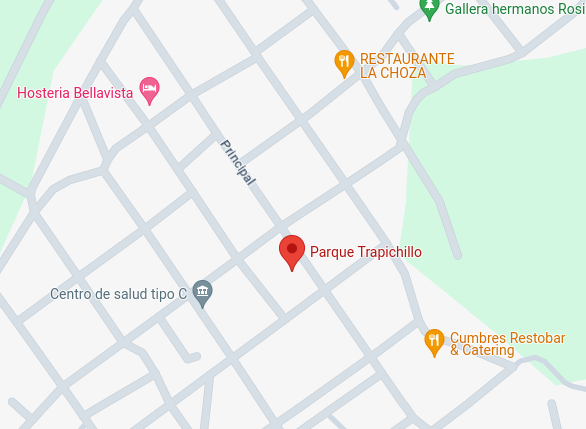 Gallera hermanos Rosi
RESTAURANTE
LA CHOZA
Hosteria Bellavista
Principal
Parque Trapichillo
Centro de salud tipo C
Cumbres Restobar
& Catering